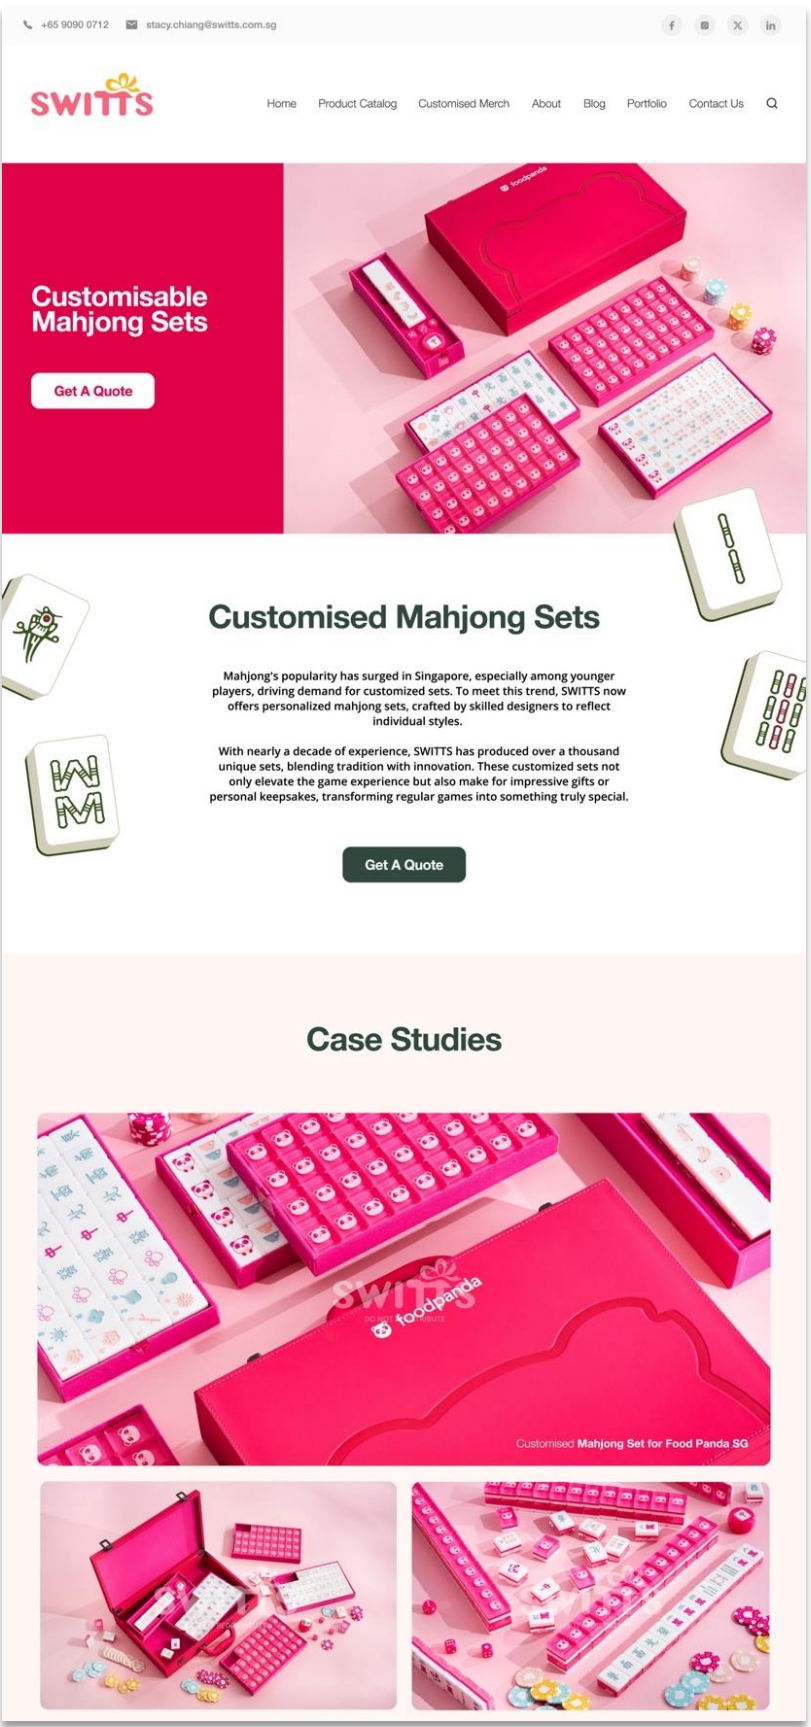 +65 9090 0712 stacy.chiang@switts.com.sg
SWITTS
Home Product Catalog Customised Merch About Blog Portfolio Contact Us
foodpanda
Customisable
Mahjong Sets
Get A Quote
Customised Mahjong Sets
Mahjong's popularity has surged in Singapore, especially among younger
players, driving demand for customized sets. To meet this trend, SWITTS now
offers personalized mahjong sets, crafted by skilled designers to reflect
individual styles.
With nearly a decade of experience, SWITTS has produced over a thousand
unique sets, blending tradition with innovation. These customized sets not
only elevate the game experience but also make for impressive gifts or
personal keepsakes, transforming regular games into something truly special.
Get A Quote
Case Studies
SWITTS
foodpanda
Customised Mahjong Set for Food Panda SG